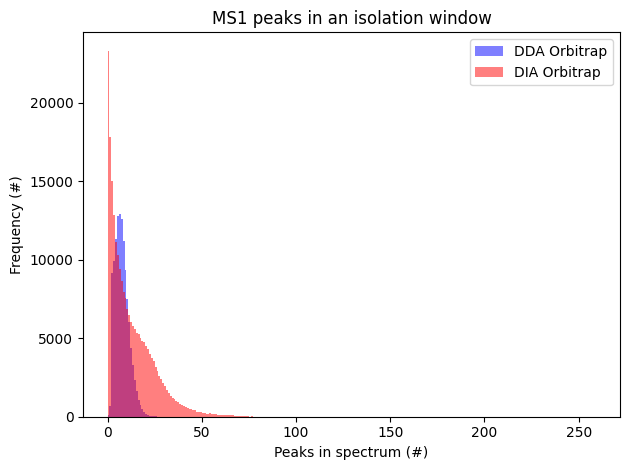 MS1 peaks in an isolation window
DDA Orbitrap
DIA Orbitrap
20000
15000
10000
5000
0
Frequency (#)
0 50 100 150 200 250
Peaks in spectrum (#)